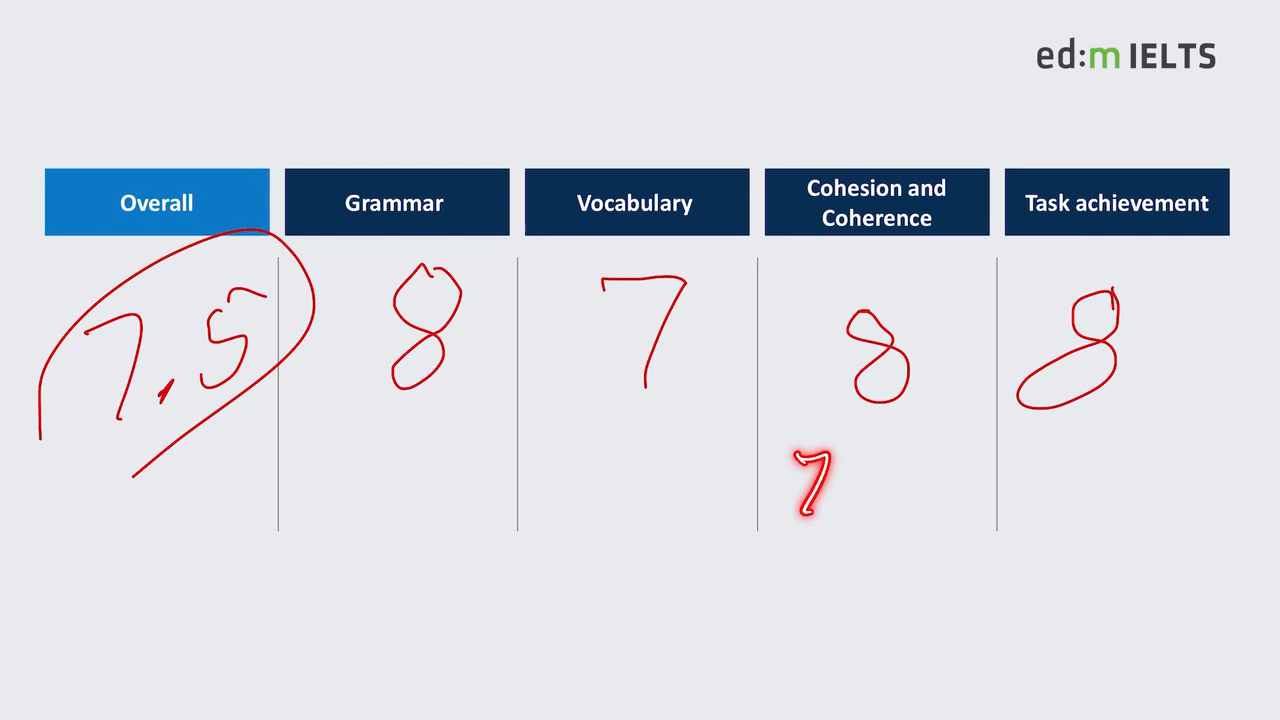 ed:m IELTS
Overall
Grammar
Vocabulary
Cohesion and
Coherence
Task achievement
7.5
8
7
8
8
7